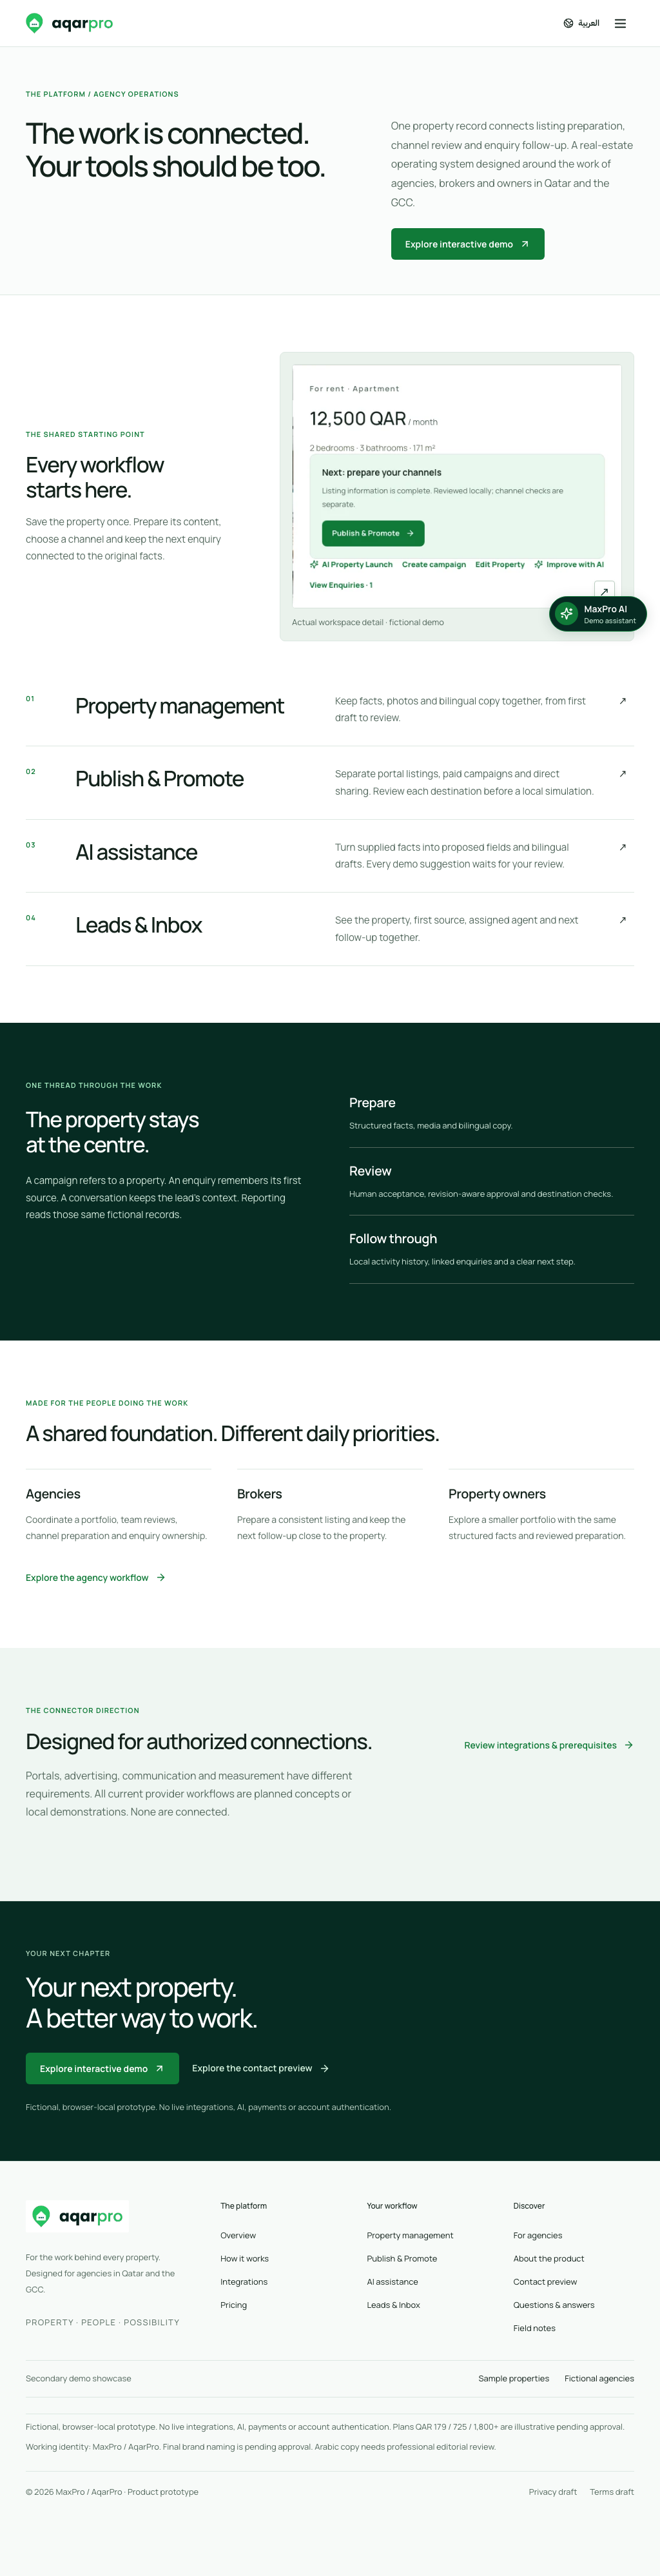 aqarpro
العربية
THE PLATFORM / AGENCY OPERATIONS
The work is connected.
Your tools should be too.
One property record connects listing preparation,
channel review and enquiry follow-up. A real-estate
operating system designed around the work of
agencies, brokers and owners in Qatar and the
GCC.
Explore interactive demo
THE SHARED STARTING POINT
Every workflow
starts here.
Save the property once. Prepare its content,
choose a channel and keep the next enquiry
connected to the original facts.
For rent · Apartment
12,500 QAR / month
2 bedrooms · 3 bathrooms · 171 m²
Next: prepare your channels
Listing information is complete. Reviewed locally; channel checks are
separate.
Publish & Promote
AI Property Launch Create campaign Edit Property Improve with AI
View Enquiries · 1
Actual workspace detail · fictional demo
MaxPro AI
Demo assistant
01
Property management
Keep facts, photos and bilingual copy together, from first
draft to review.
02
Publish & Promote
Separate portal listings, paid campaigns and direct
sharing. Review each destination before a local simulation.
03
AI assistance
Turn supplied facts into proposed fields and bilingual
drafts. Every demo suggestion waits for your review.
04
Leads & Inbox
See the property, first source, assigned agent and next
follow-up together.
ONE THREAD THROUGH THE WORK
The property stays
at the centre.
A campaign refers to a property. An enquiry remembers its first
source. A conversation keeps the lead's context. Reporting
reads those same fictional records.
Prepare
Structured facts, media and bilingual copy.
Review
Human acceptance, revision-aware approval and destination checks.
Follow through
Local activity history, linked enquiries and a clear next step.
MADE FOR THE PEOPLE DOING THE WORK
A shared foundation. Different daily priorities.
Agencies
Coordinate a portfolio, team reviews,
channel preparation and enquiry ownership.
Brokers
Prepare a consistent listing and keep the
next follow-up close to the property.
Property owners
Explore a smaller portfolio with the same
structured facts and reviewed preparation.
Explore the agency workflow
THE CONNECTOR DIRECTION
Designed for authorized connections.
Portals, advertising, communication and measurement have different
requirements. All current provider workflows are planned concepts or
local demonstrations. None are connected.
Review integrations & prerequisites
YOUR NEXT CHAPTER
Your next property.
A better way to work.
Explore interactive demo
Explore the contact preview
Fictional, browser-local prototype. No live integrations, AI, payments or account authentication.
aqarpro
For the work behind every property.
Designed for agencies in Qatar and the
GCC.
PROPERTY · PEOPLE · POSSIBILITY
The platform
Overview
How it works
Integrations
Pricing
Your workflow
Property management
Publish & Promote
AI assistance
Leads & Inbox
Discover
For agencies
About the product
Contact preview
Questions & answers
Field notes
Secondary demo showcase
Sample properties Fictional agencies
Fictional, browser-local prototype. No live integrations, AI, payments or account authentication. Plans QAR 179 / 725 / 1,800+ are illustrative pending approval.
Working identity: MaxPro / AqarPro. Final brand naming is pending approval. Arabic copy needs professional editorial review.
© 2026 MaxPro / AqarPro · Product prototype
Privacy draft Terms draft